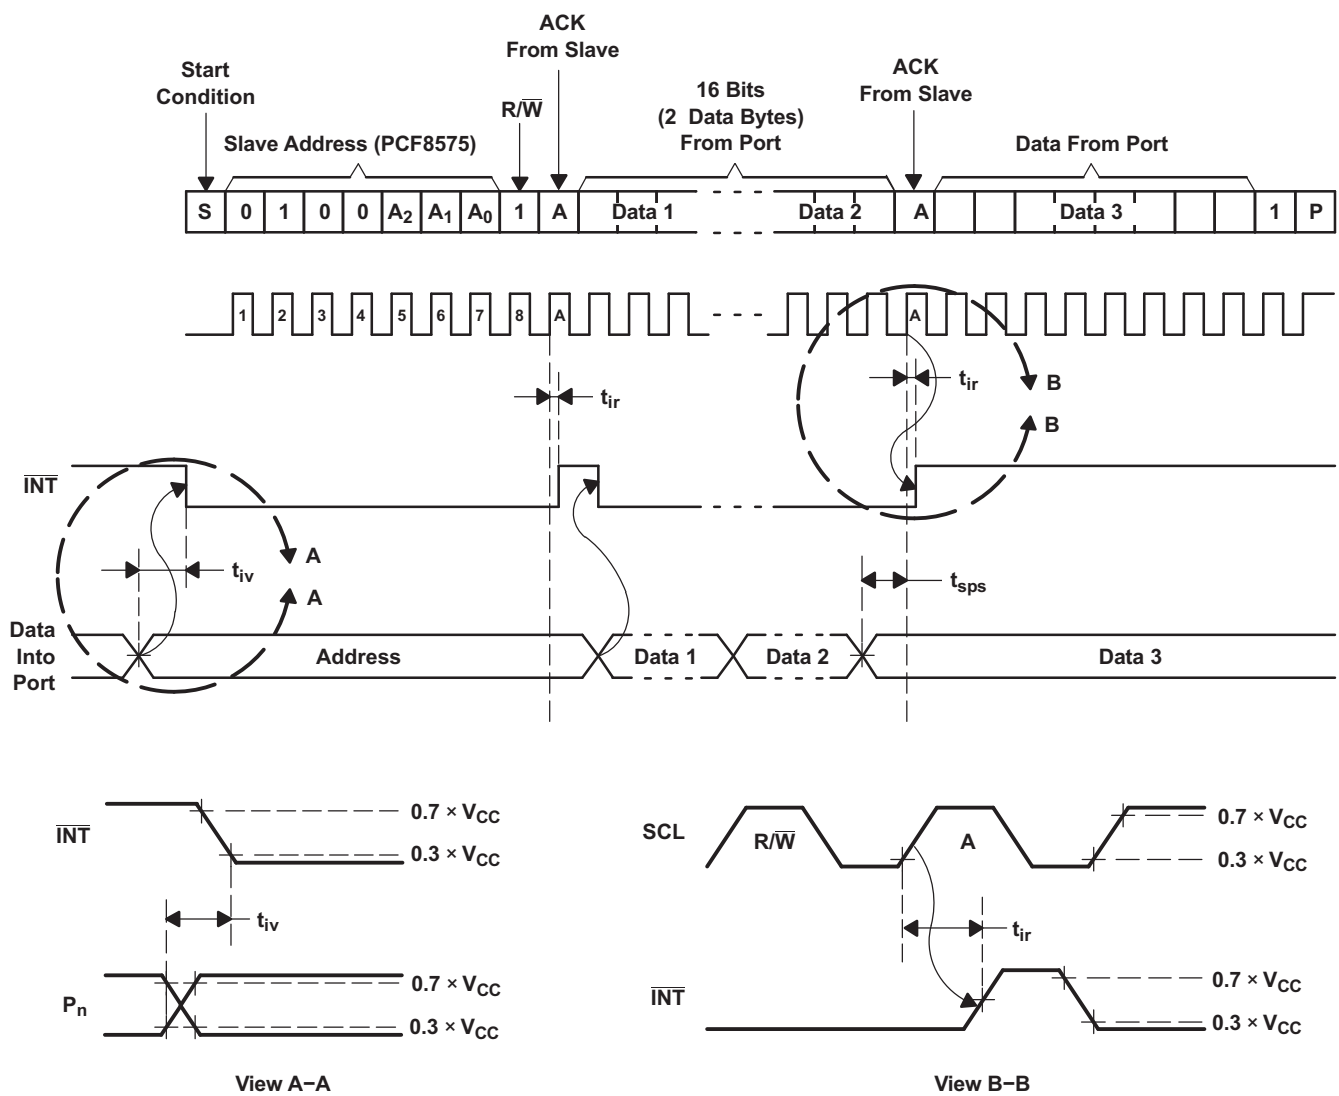 ACK
From Slave
Start
Condition
R/W
ACK
From Slave
16 Bits
(2 Data Bytes)
From Port
Slave Address (PCF8575)
Data From Port
S 0 1 0 0 A2 A1 A0 1 A Data 1 Data 2 A Data 3 1 P
1 2 3 4 5 6 7 8 A A
tir
tir
B
B
INT
A
A
tiv
tsps
Data
Into
Port
Address Data 1 Data 2 Data 3
INT
0.7 × VCC
0.3 × VCC
tiv
Pn
0.7 × VCC
0.3 × VCC
View A–A
SCL
R/W
A
0.7 × VCC
0.3 × VCC
tir
INT
0.7 × VCC
0.3 × VCC
View B–B